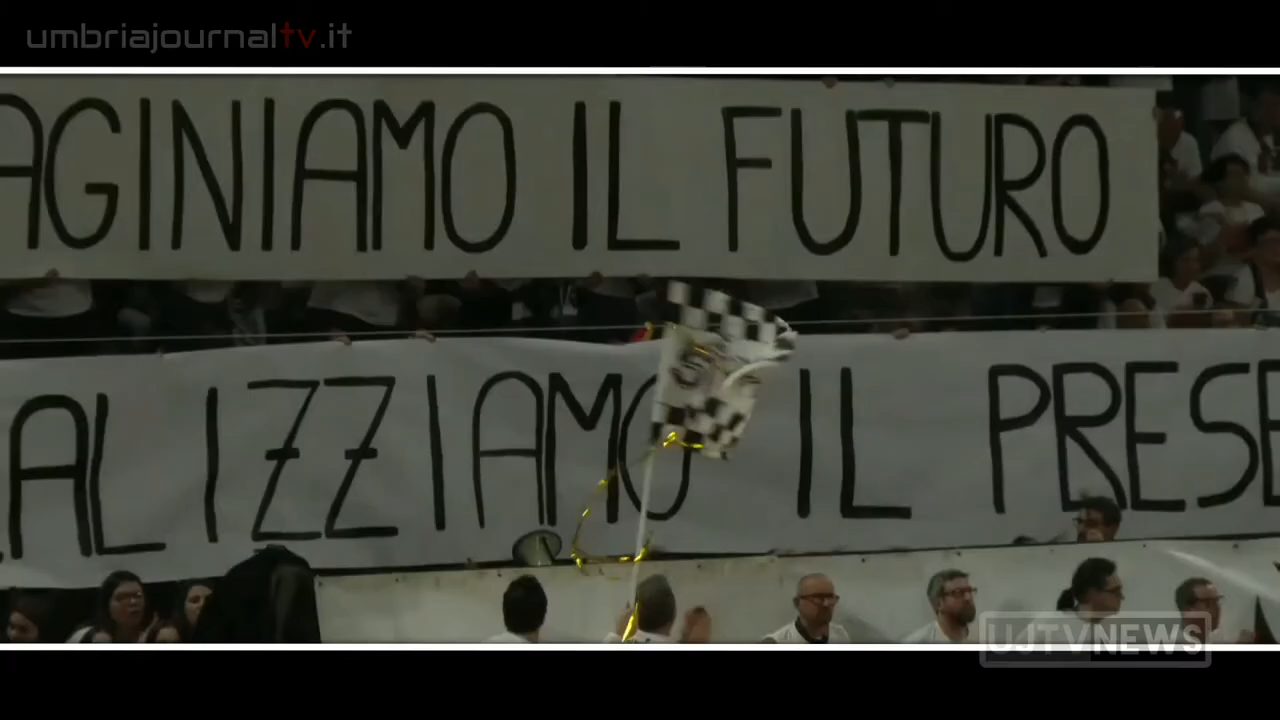 umbriajournaltv.it
AGINIAMO IL FUTURO
ALIZZIAMO IL PRESE
UJTVNEWS